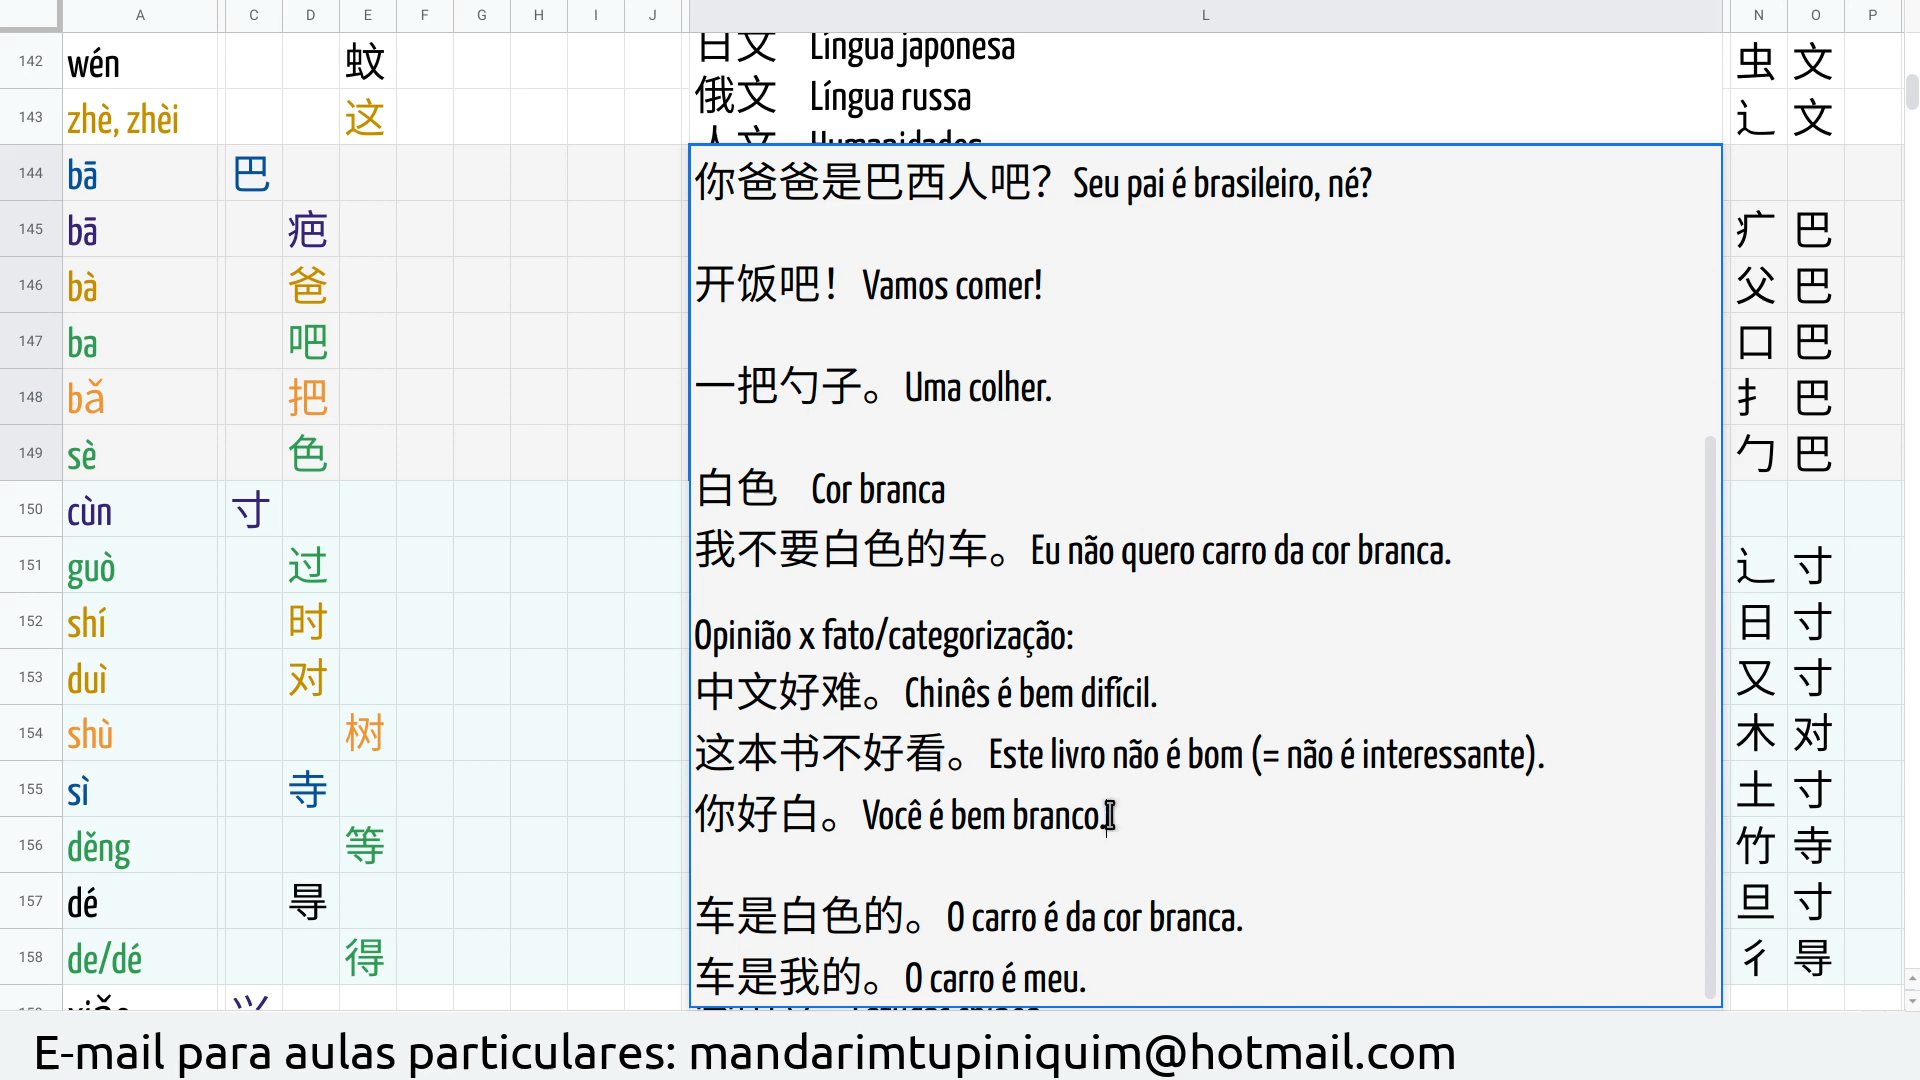 A C D E F G H I J L N O P
142 wén 蚊 虫 文
143 zhè, zhèi 这 辶 文
144 bā 巴
145 bā 疤 疒 巴
146 bà 爸 父 巴
147 ba 吧 口 巴
148 bǎ 把 扌 巴
149 sè 色 勹 巴
150 cùn 寸
151 guò 过 辶 寸
152 shí 时 日 寸
153 duì 对 又 寸
154 shù 树 木 对
155 sì 寺 土 寸
156 děng 等 竹 寺
157 dé 㝵 旦 寸
158 de/dé 得 彳 㝵
日文 Língua japonesa
俄文 Língua russa
人文 Humanidades
你爸爸是巴西人吧？Seu pai é brasileiro, né?
开饭吧！Vamos comer!
一把勺子。Uma colher.
白色 Cor branca
我不要白色的车。Eu não quero carro da cor branca.
Opinião x fato/categorização:
中文好难。Chinês é bem difícil.
这本书不好看。Este livro não é bom (= não é interessante).
你好白。Você é bem branco.
车是白色的。O carro é da cor branca.
车是我的。O carro é meu.
E-mail para aulas particulares: mandarimtupiniquim@hotmail.com